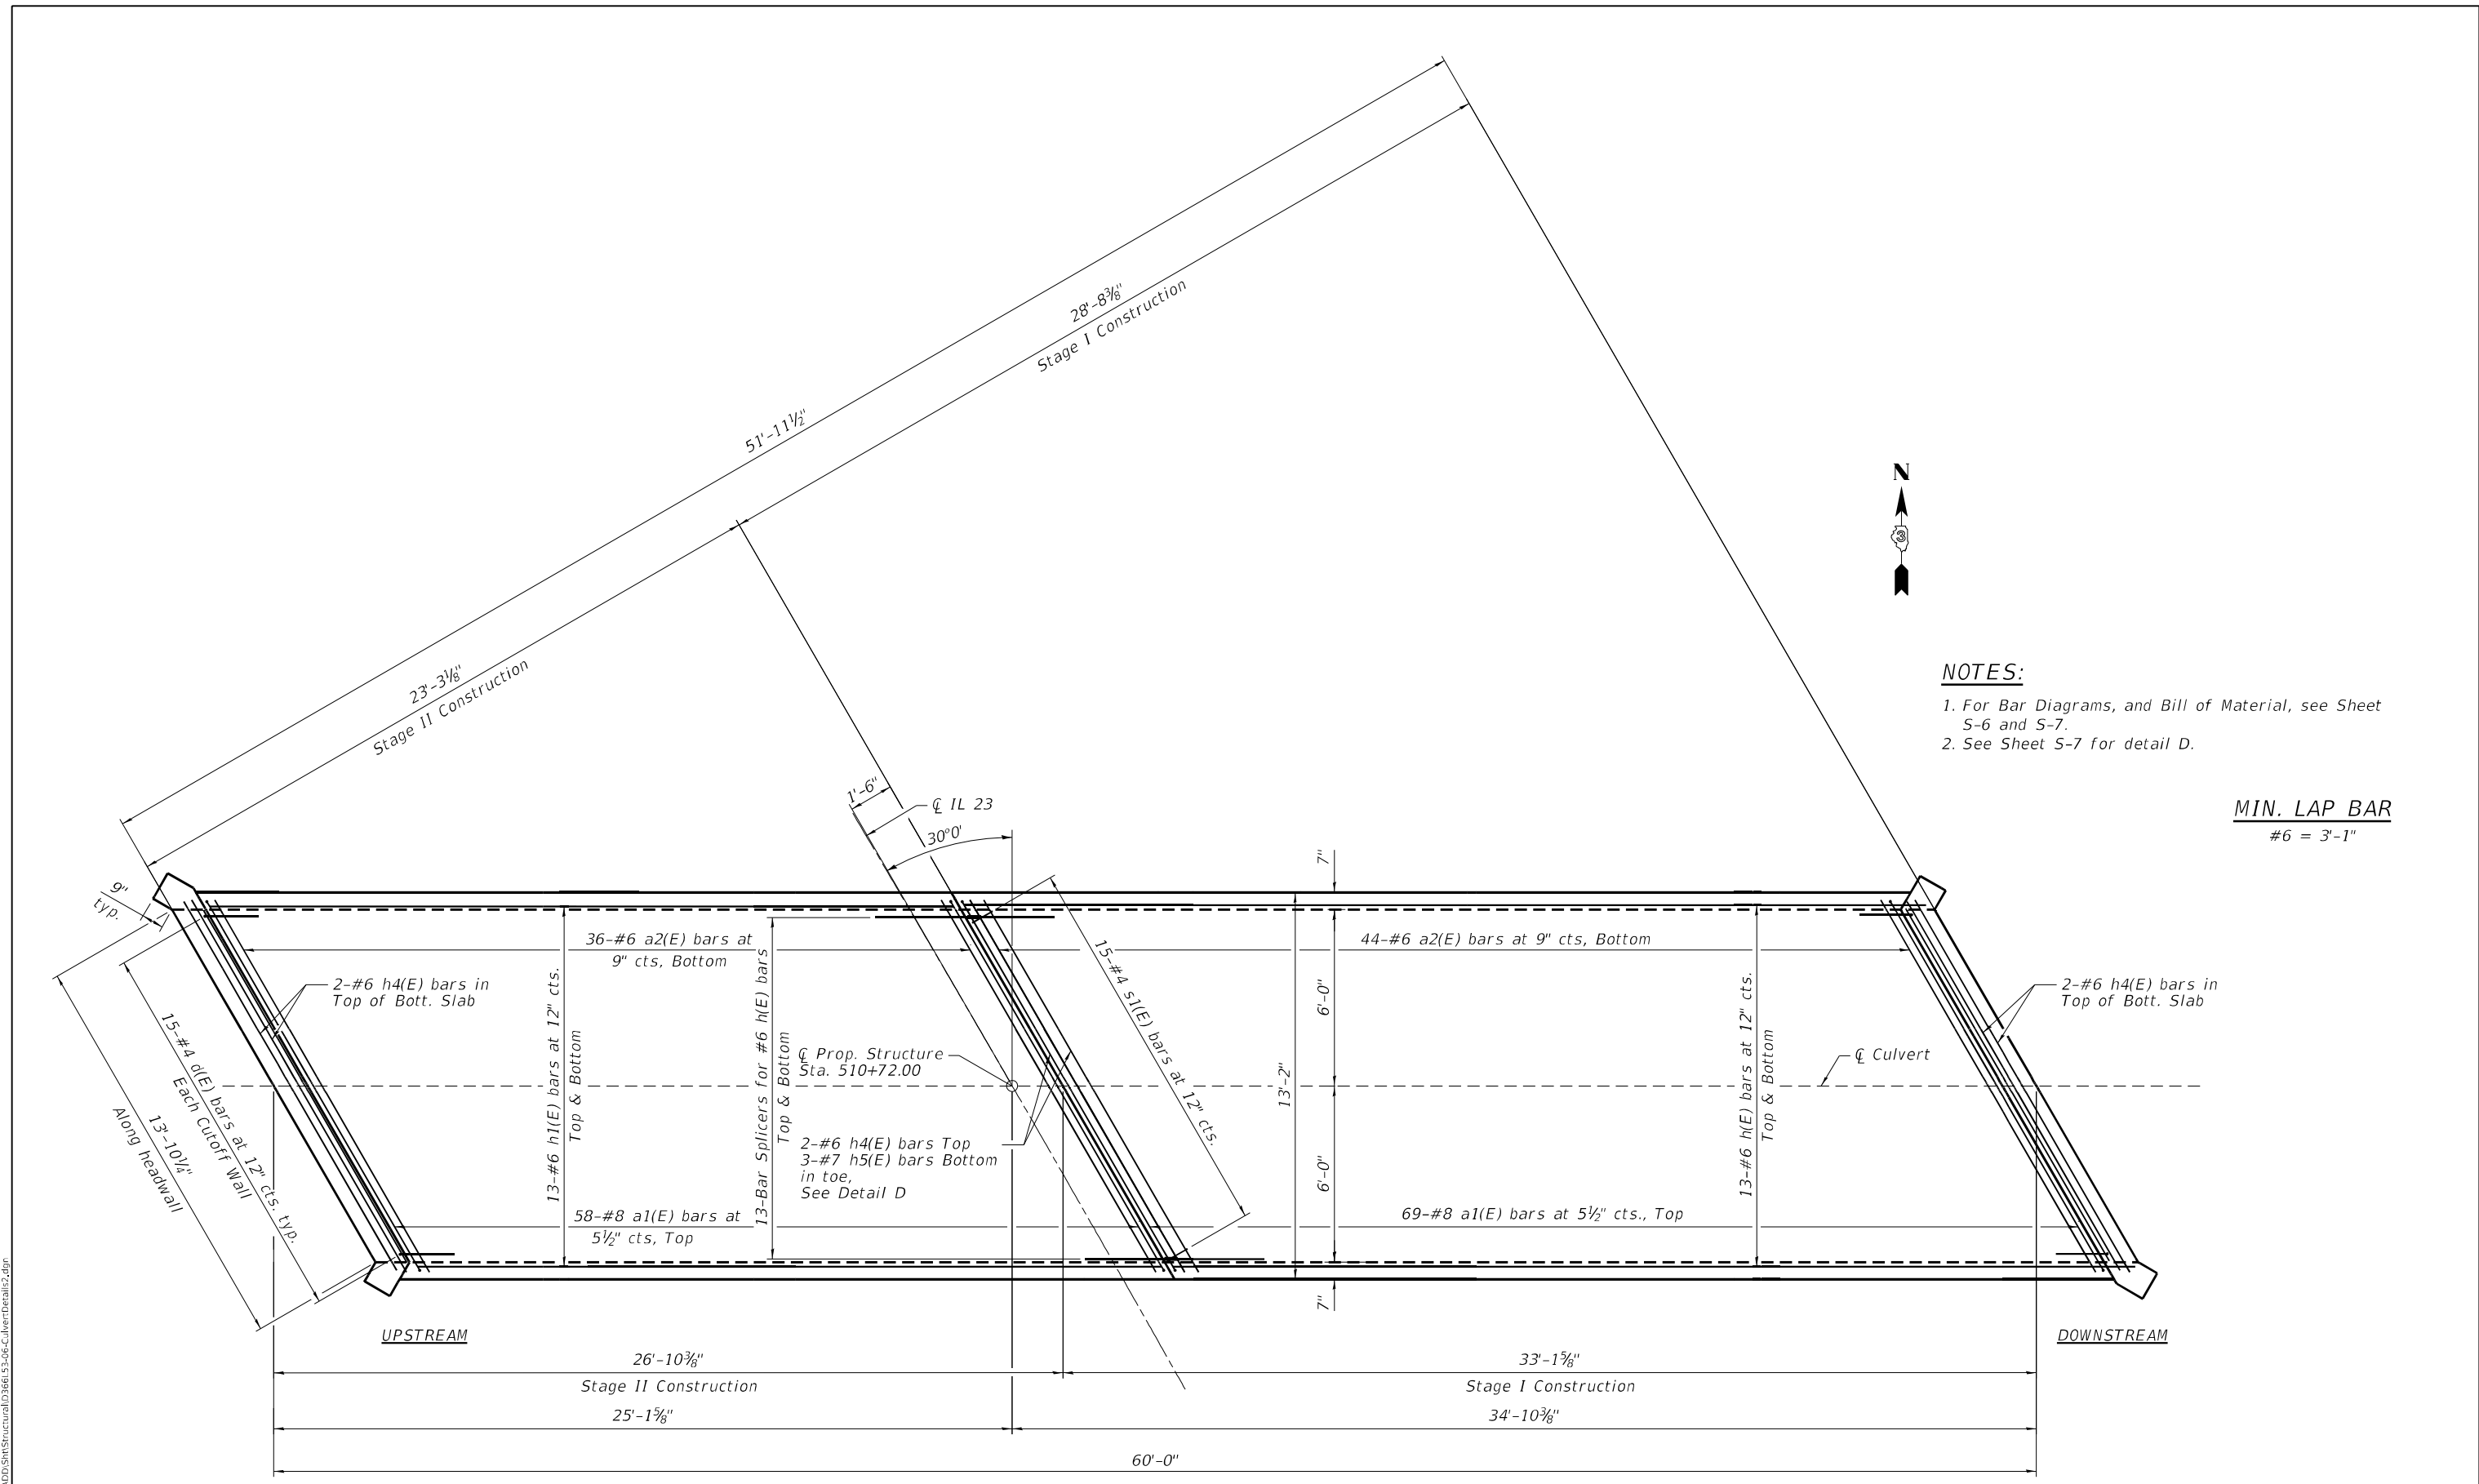 28'-8⅜"
Stage I Construction
51'-11½"
23'-3⅛"
Stage II Construction
N
3
NOTES:
1. For Bar Diagrams, and Bill of Material, see Sheet
S-6 and S-7.
2. See Sheet S-7 for detail D.
MIN. LAP BAR
#6 = 3'-1"
1'-6"
℄ IL 23
30°0'
7"
9"
typ.
36-#6 a2(E) bars at
9" cts, Bottom
44-#6 a2(E) bars at 9" cts, Bottom
2-#6 h4(E) bars in
Top of Bott. Slab
13-#6 h1(E) bars at 12" cts.
Top & Bottom
13-Bar Splicers for #6 h(E) bars
Top & Bottom
15-#4 s1(E) bars at 12" cts.
6'-0"
13'-2"
6'-0"
13-#6 h(E) bars at 12" cts.
Top & Bottom
2-#6 h4(E) bars in
Top of Bott. Slab
15-#4 d(E) bars at 12" cts. typ.
Each Cutoff Wall
13'-10¼"
Along headwall
℄ Prop. Structure
Sta. 510+72.00
℄ Culvert
2-#6 h4(E) bars Top
3-#7 h5(E) bars Bottom
in toe,
See Detail D
58-#8 a1(E) bars at
5½" cts, Top
69-#8 a1(E) bars at 5½" cts., Top
7"
UPSTREAM
DOWNSTREAM
26'-10⅜"
Stage II Construction
33'-1⅝"
Stage I Construction
25'-1⅝"
34'-10⅜"
60'-0"